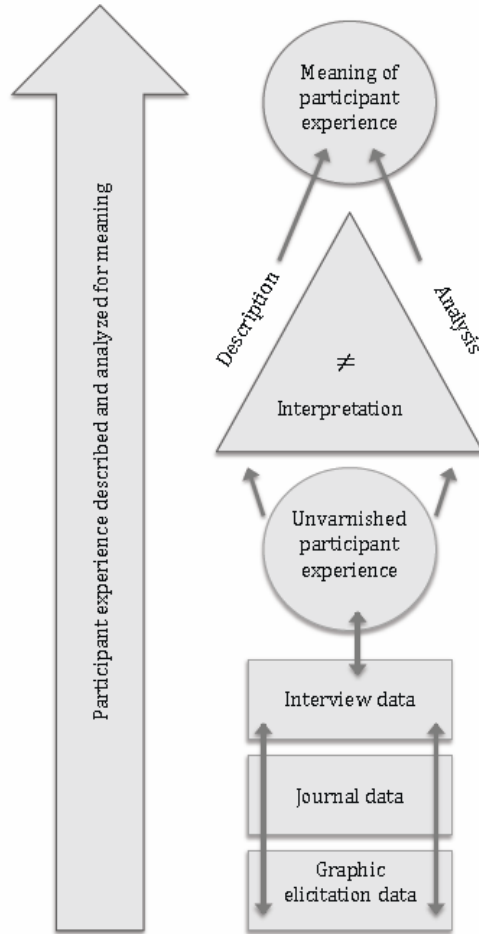 Participant experience described and analyzed for meaning
Meaning of
participant
experience
Description
Analysis
≠
Interpretation
Unvarnished
participant
experience
Interview data
Journal data
Graphic
elicitation data